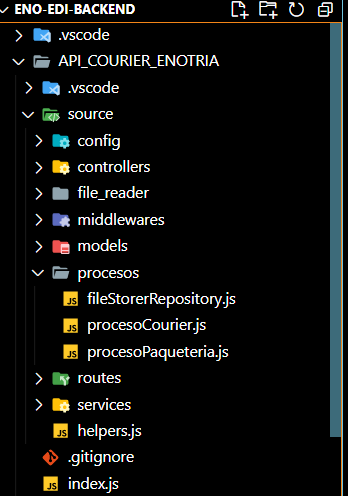 ENO-EDI-BACKEND
.vscode
API_COURIER_ENOTRIA
.vscode
source
config
controllers
file_reader
middlewares
models
procesos
JS fileStorerRepository.js
JS procesoCourier.js
JS procesoPaqueteria.js
routes
services
JS helpers.js
.gitignore
JS index.js